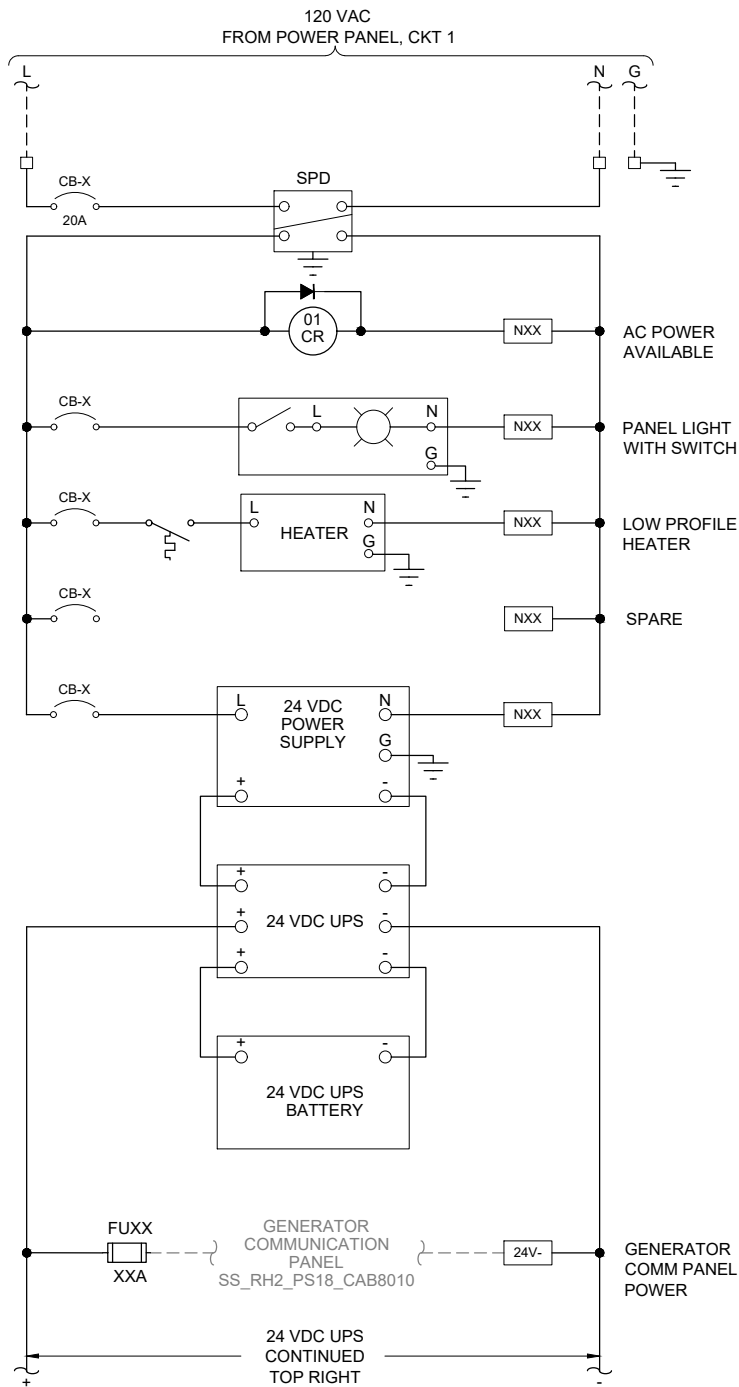 120 VAC
FROM POWER PANEL, CKT 1
L
N G
CB-X
20A
SPD
01
CR
NXX
AC POWER
AVAILABLE
CB-X
L
N
G
NXX
PANEL LIGHT
WITH SWITCH
CB-X
L
HEATER
N
G
NXX
LOW PROFILE
HEATER
CB-X
NXX
SPARE
CB-X
L
24 VDC
POWER
SUPPLY
N
G
NXX
+ -
+ -
+ 24 VDC UPS -
+ -
+ -
24 VDC UPS
BATTERY
FUXX
XXA
GENERATOR
COMMUNICATION
PANEL
SS_RH2_PS18_CAB8010
24V-
GENERATOR
COMM PANEL
POWER
24 VDC UPS
CONTINUED
TOP RIGHT
+ -